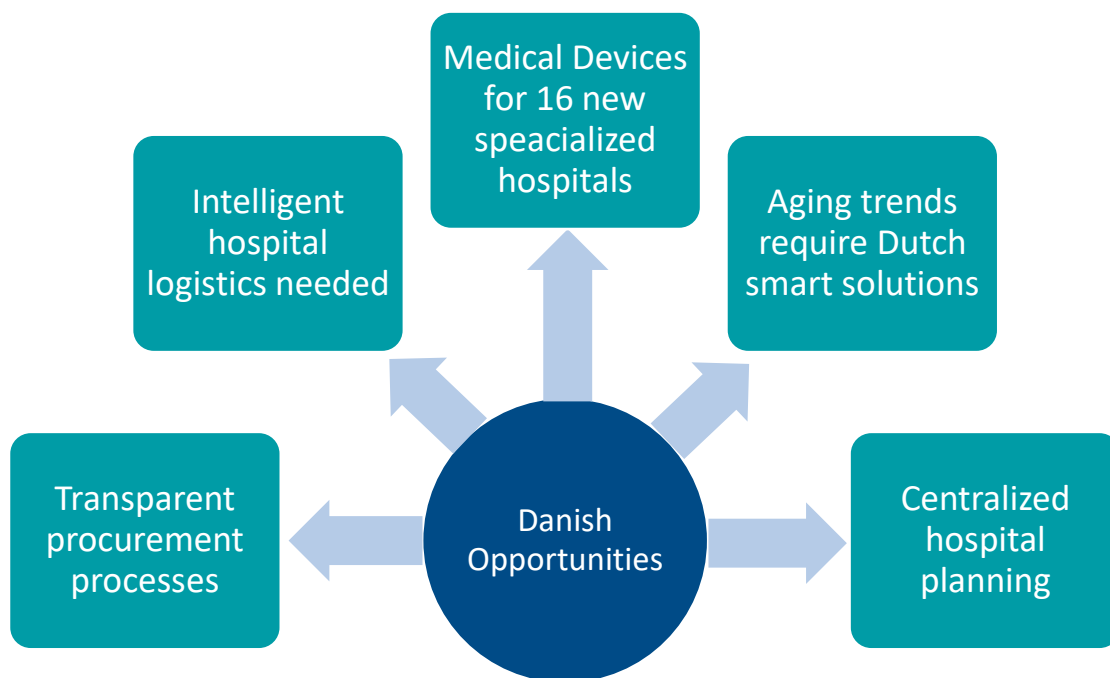 Medical Devices
for 16 new
speacialized
hospitals
Intelligent
hospital
logistics needed
Aging trends
require Dutch
smart solutions
Transparent
procurement
processes
Danish
Opportunities
Centralized
hospital
planning